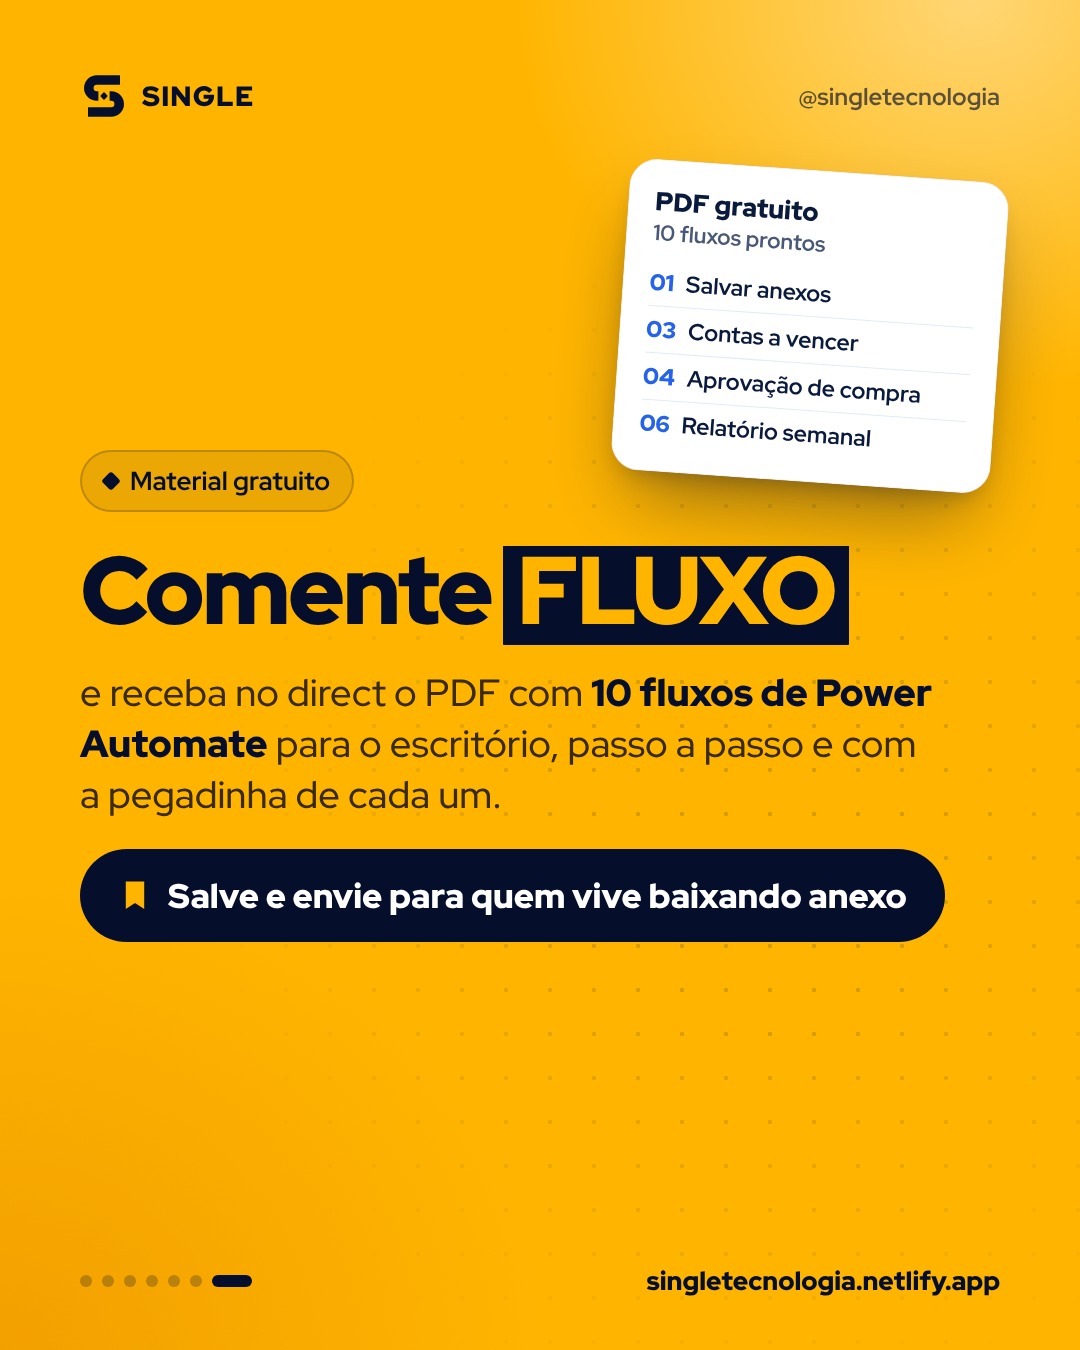 SINGLE
@singletecnologia
PDF gratuito
10 fluxos prontos
01 Salvar anexos
03 Contas a vencer
04 Aprovação de compra
06 Relatório semanal
Material gratuito
Comente FLUXO
e receba no direct o PDF com 10 fluxos de Power
Automate para o escritório, passo a passo e com
a pegadinha de cada um.
Salve e envie para quem vive baixando anexo
singletecnologia.netlify.app